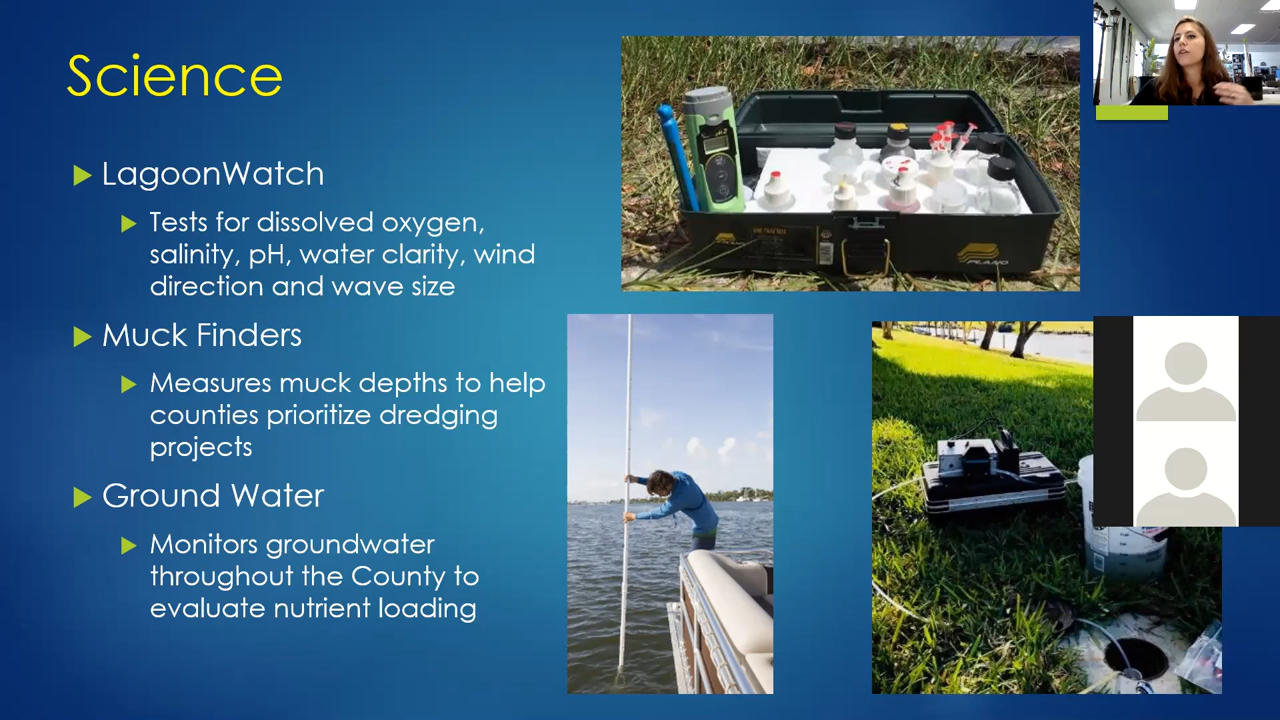 Science
LagoonWatch
Tests for dissolved oxygen,
salinity, pH, water clarity, wind
direction and wave size
Muck Finders
Measures muck depths to help
counties prioritize dredging
projects
Ground Water
Monitors groundwater
throughout the County to
evaluate nutrient loading
PLANO